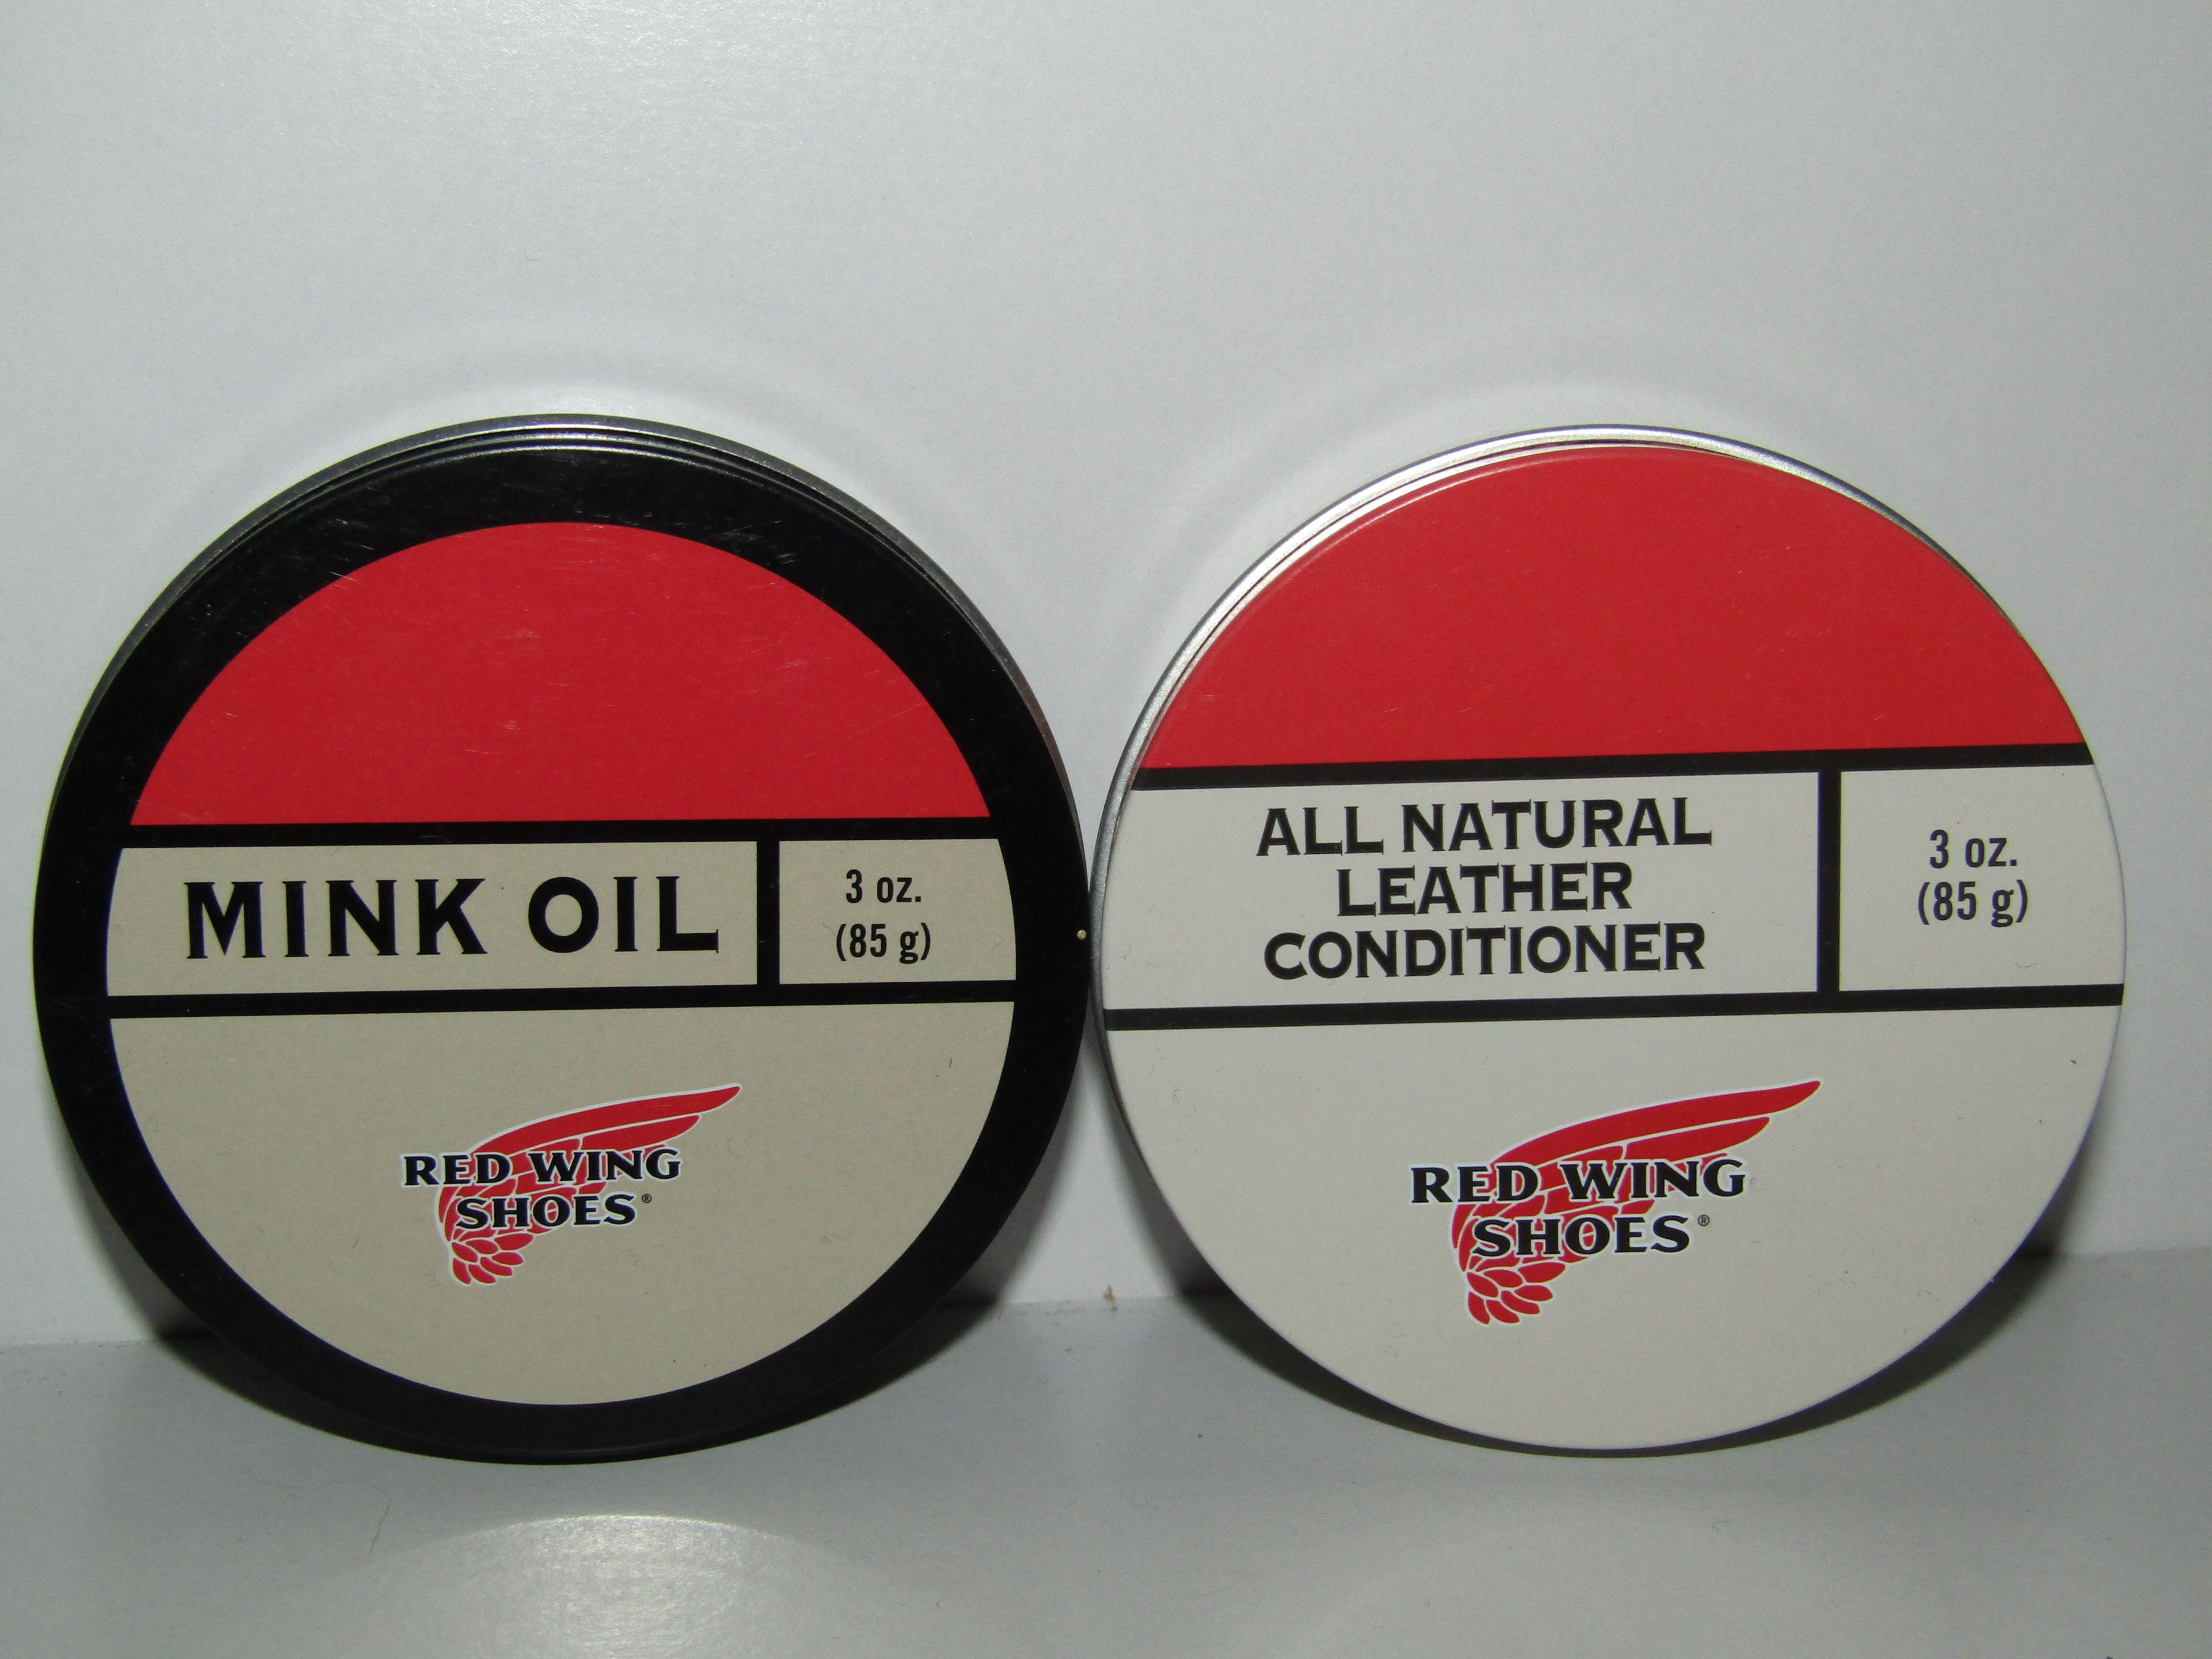 MINK OIL
3 oz.
(85 g)
RED WING
SHOES®
ALL NATURAL
LEATHER
CONDITIONER
3 oz.
(85 g)
RED WING
SHOES®